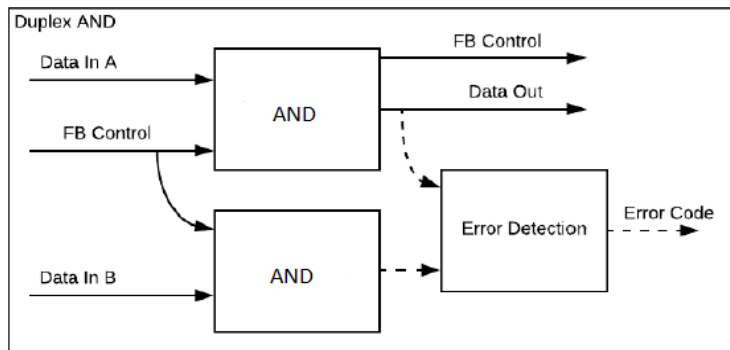 Duplex AND
FB Control
Data In A
Data Out
AND
FB Control
Error Code
Error Detection
Data In B
AND